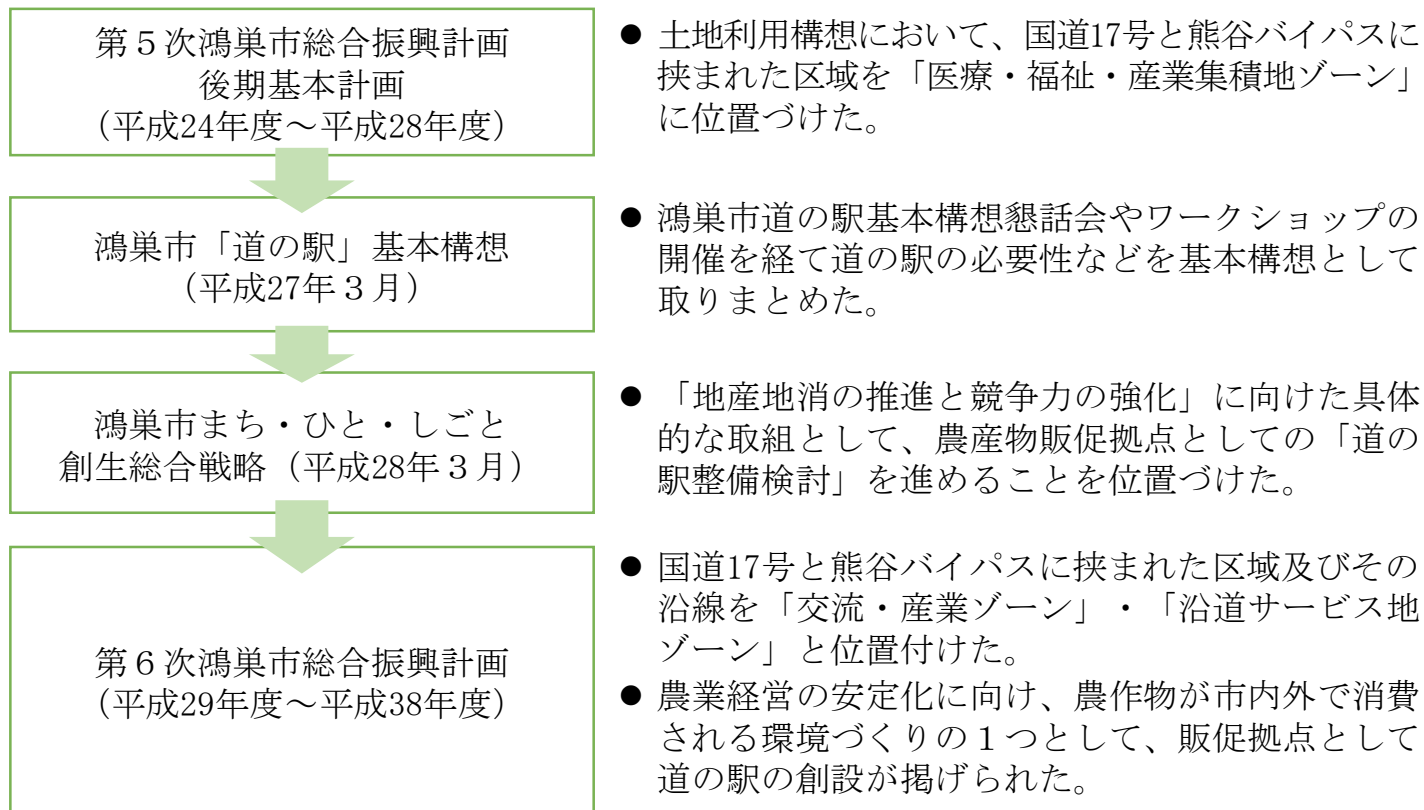 第５次鴻巣市総合振興計画
後期基本計画
（平成24年度～平成28年度）
● 土地利用構想において、国道17号と熊谷バイパスに
挟まれた区域を「医療・福祉・産業集積地ゾーン」
に位置づけた。
鴻巣市「道の駅」基本構想
（平成27年３月）
● 鴻巣市道の駅基本構想懇話会やワークショップの
開催を経て道の駅の必要性などを基本構想として
取りまとめた。
鴻巣市まち・ひと・しごと
創生総合戦略（平成28年３月）
● 「地産地消の推進と競争力の強化」に向けた具体
的な取組として、農産物販促拠点としての「道の
駅整備検討」を進めることを位置づけた。
第６次鴻巣市総合振興計画
（平成29年度～平成38年度）
● 国道17号と熊谷バイパスに挟まれた区域及びその
沿線を「交流・産業ゾーン」・「沿道サービス地
ゾーン」と位置付けた。
● 農業経営の安定化に向け、農作物が市内外で消費
される環境づくりの１つとして、販促拠点として
道の駅の創設が掲げられた。